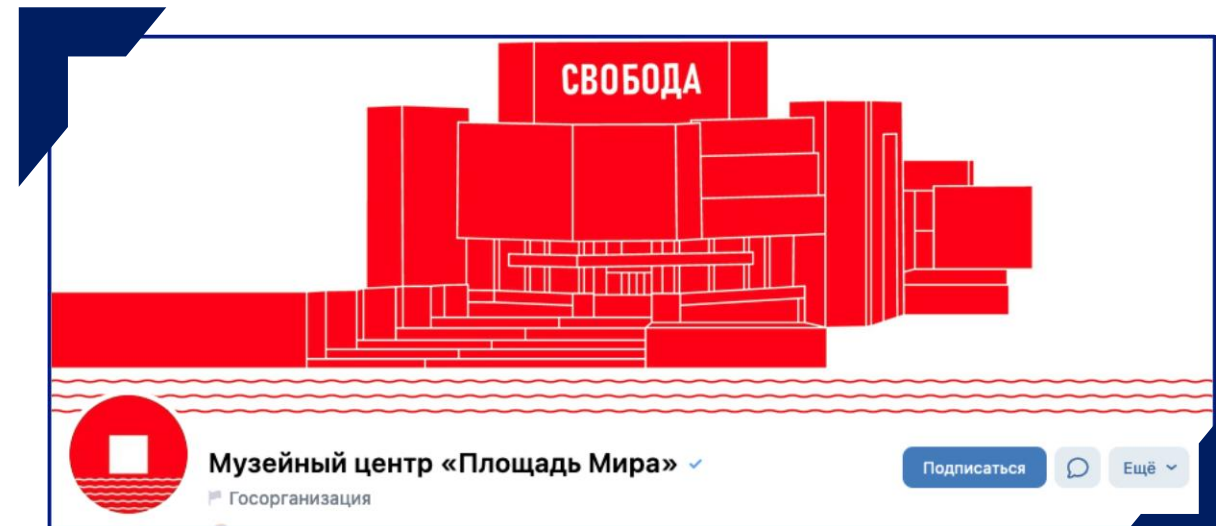 СВОБОДА
Музейный центр «Площадь Мира»
Подписаться
Ещё
Госорганизация